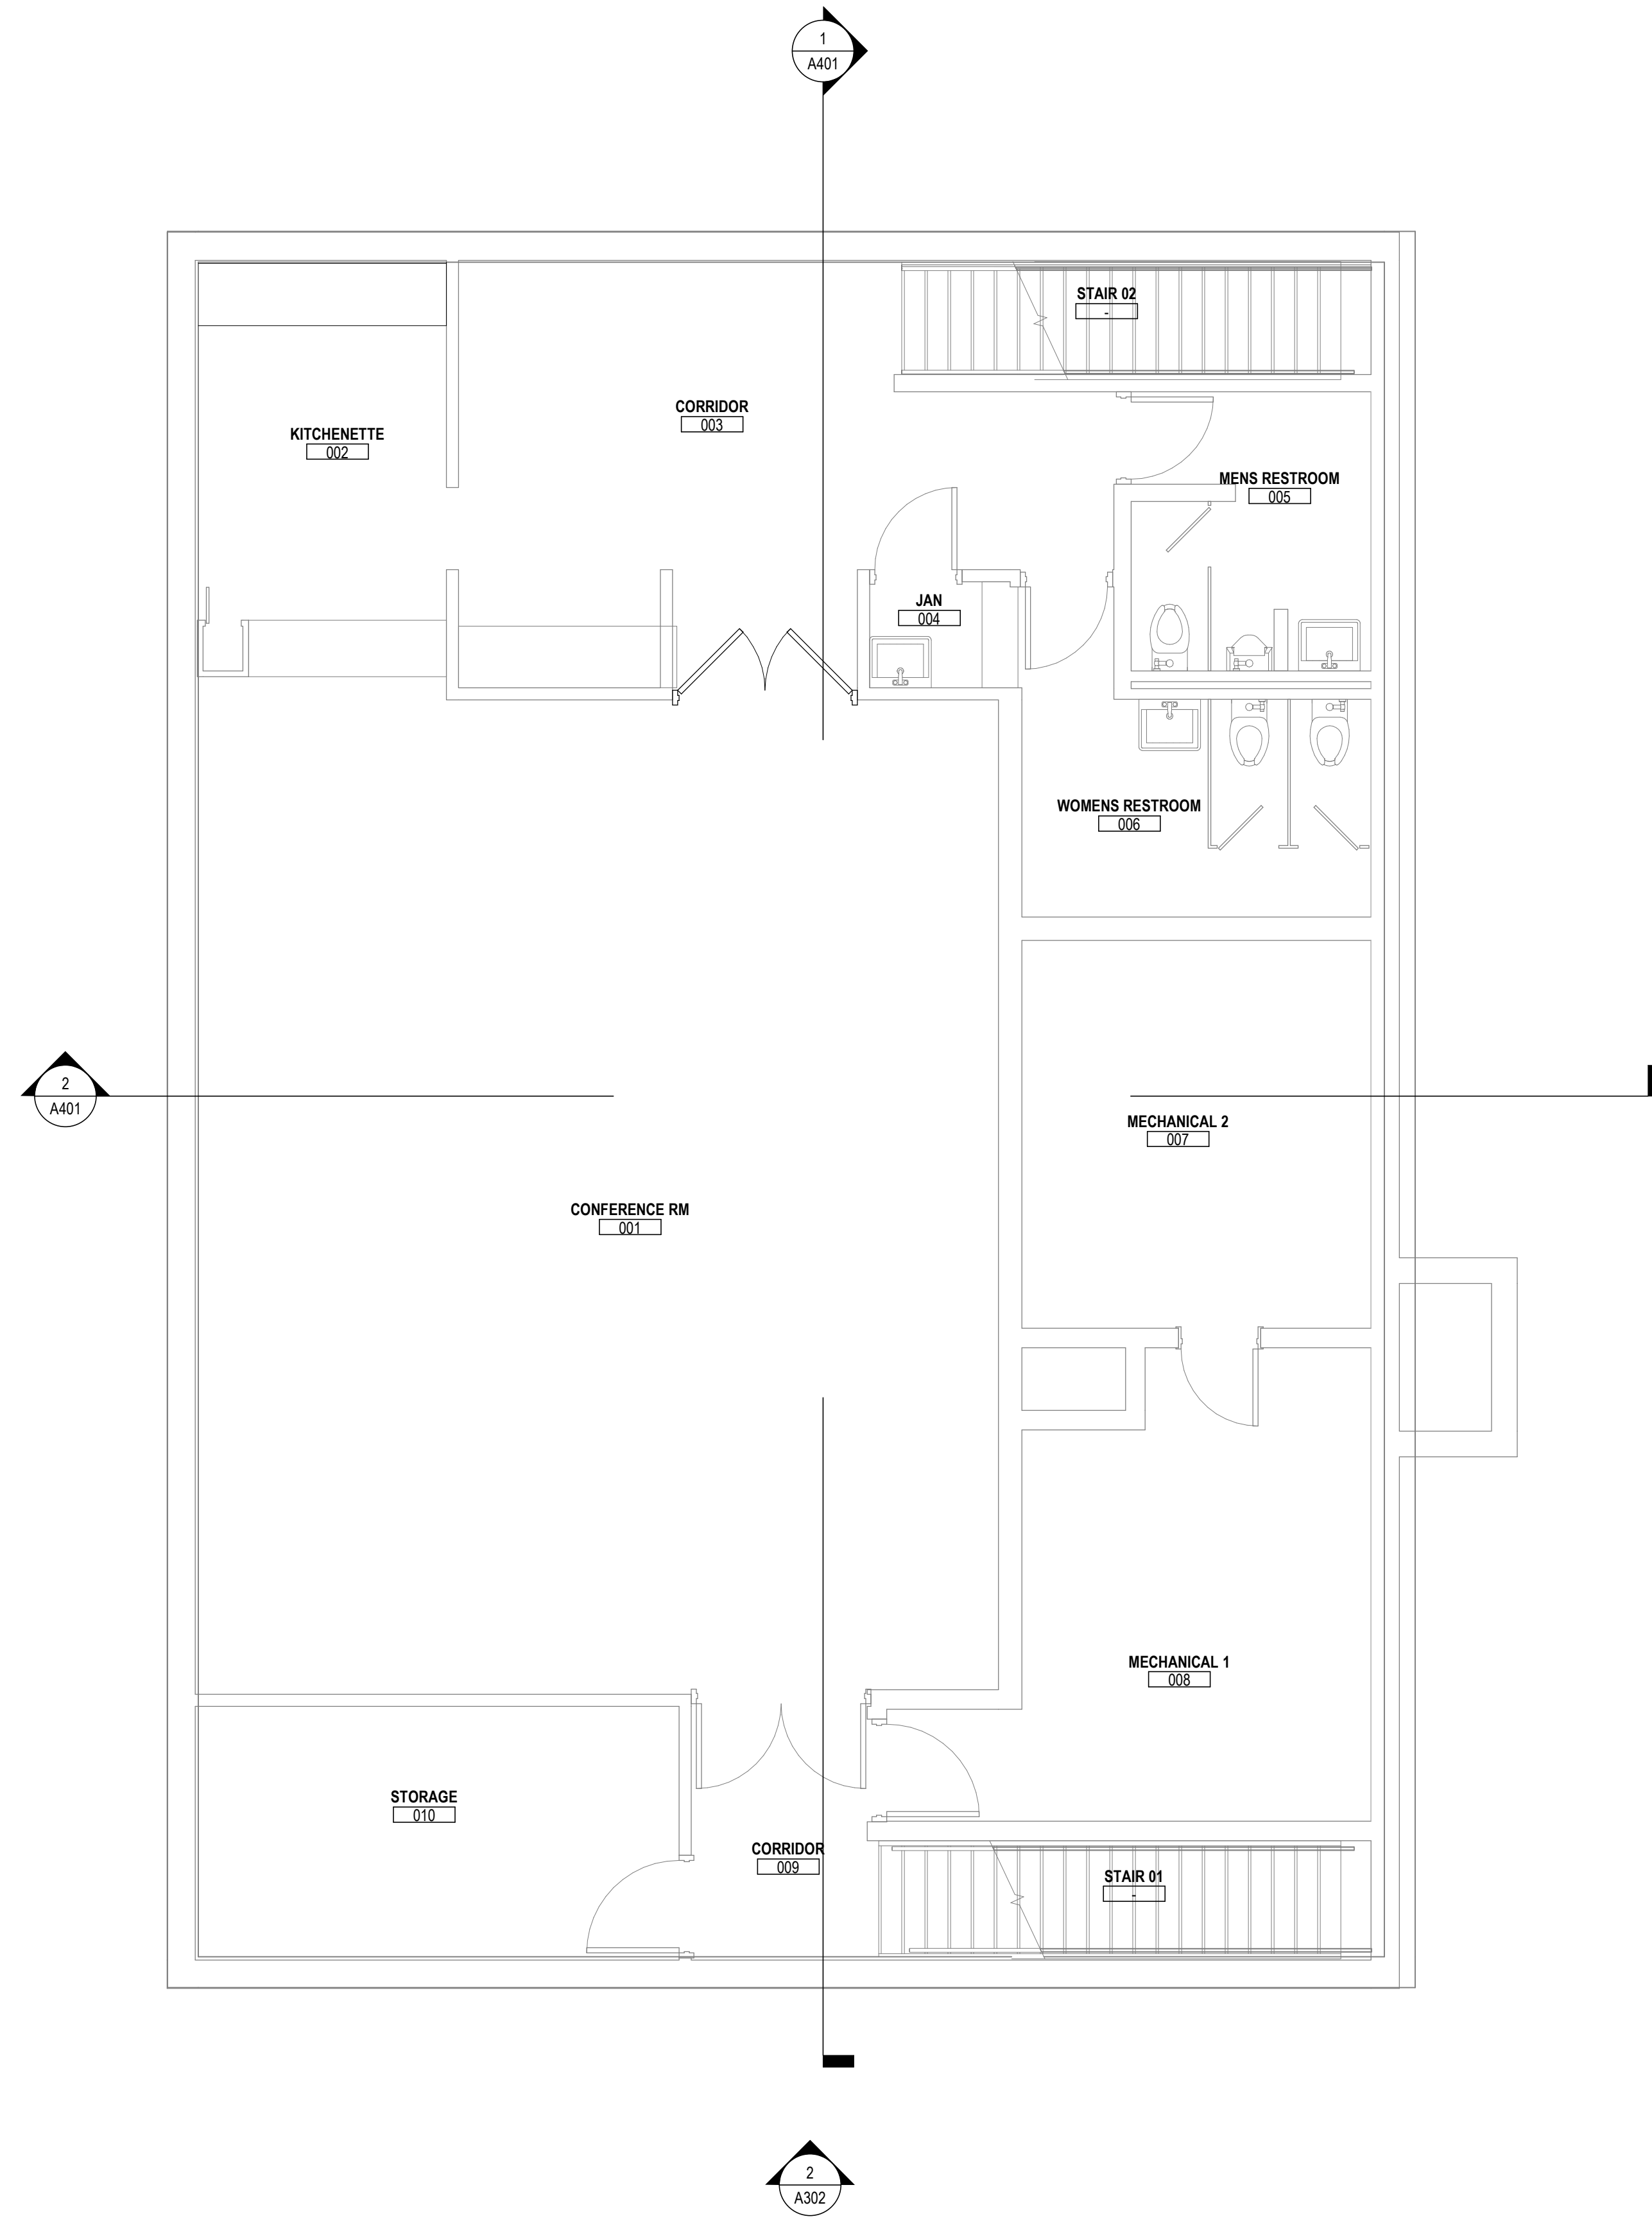 1
A401
STAIR 02
-
CORRIDOR
003
KITCHENETTE
002
MENS RESTROOM
005
JAN
004
WOMENS RESTROOM
006
2
A401
MECHANICAL 2
007
CONFERENCE RM
001
MECHANICAL 1
008
STORAGE
010
CORRIDOR
009
STAIR 01
-
2
A302